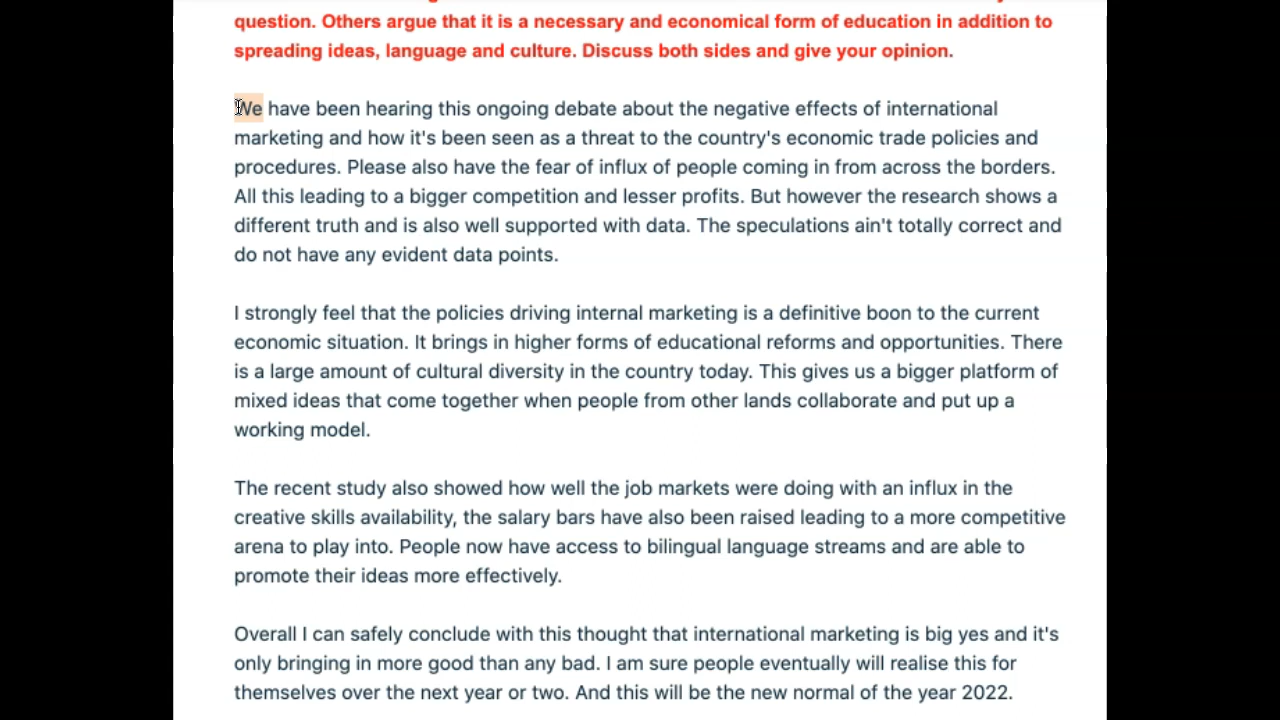 question. Others argue that it is a necessary and economical form of education in addition to
spreading ideas, language and culture. Discuss both sides and give your opinion.
We have been hearing this ongoing debate about the negative effects of international
marketing and how it's been seen as a threat to the country's economic trade policies and
procedures. Please also have the fear of influx of people coming in from across the borders.
All this leading to a bigger competition and lesser profits. But however the research shows a
different truth and is also well supported with data. The speculations ain't totally correct and
do not have any evident data points.
I strongly feel that the policies driving internal marketing is a definitive boon to the current
economic situation. It brings in higher forms of educational reforms and opportunities. There
is a large amount of cultural diversity in the country today. This gives us a bigger platform of
mixed ideas that come together when people from other lands collaborate and put up a
working model.
The recent study also showed how well the job markets were doing with an influx in the
creative skills availability, the salary bars have also been raised leading to a more competitive
arena to play into. People now have access to bilingual language streams and are able to
promote their ideas more effectively.
Overall I can safely conclude with this thought that international marketing is big yes and it's
only bringing in more good than any bad. I am sure people eventually will realise this for
themselves over the next year or two. And this will be the new normal of the year 2022.